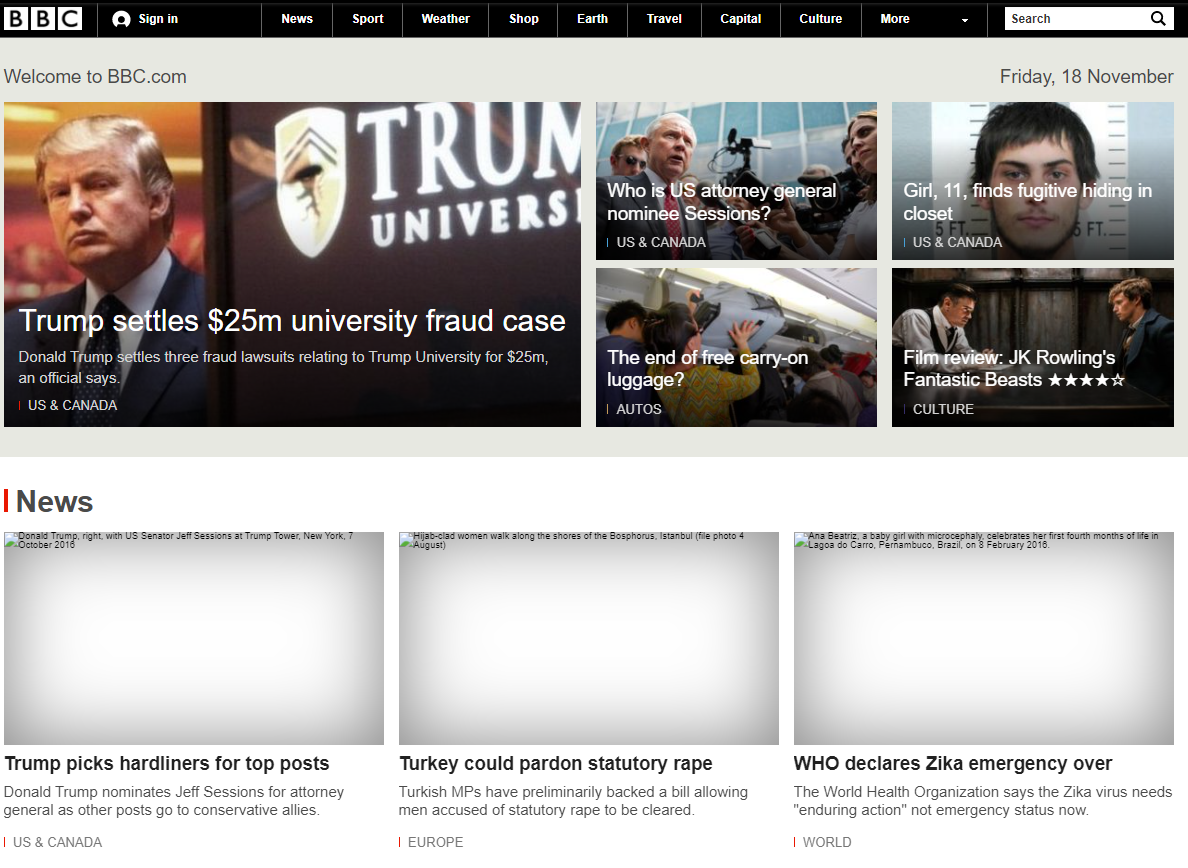 BBC Sign in News Sport Weather Shop Earth Travel Capital Culture More Search
Welcome to BBC.com
Friday, 18 November
TRUM
UNIVERS
Trump settles $25m university fraud case
Donald Trump settles three fraud lawsuits relating to Trump University for $25m,
an official says.
US & CANADA
Who is US attorney general
nominee Sessions?
US & CANADA
Girl, 11, finds fugitive hiding in
closet
5 FT. 5 FT.
US & CANADA
The end of free carry-on
luggage?
AUTOS
Film review: JK Rowling's
Fantastic Beasts ★★★★☆
CULTURE
News
Donald Trump, right, with US Senator Jeff Sessions at Trump Tower, New York, 7
October 2016
Trump picks hardliners for top posts
Donald Trump nominates Jeff Sessions for attorney
general as other posts go to conservative allies.
US & CANADA
Hijab-clad women walk along the shores of the Bosphorus, Istanbul (file photo 4
August)
Turkey could pardon statutory rape
Turkish MPs have preliminarily backed a bill allowing
men accused of statutory rape to be cleared.
EUROPE
Ana Beatriz, a baby girl with microcephaly, celebrates her first fourth months of life in
Lagoa do Carro, Pernambuco, Brazil, on 8 February 2016.
WHO declares Zika emergency over
The World Health Organization says the Zika virus needs
"enduring action" not emergency status now.
WORLD